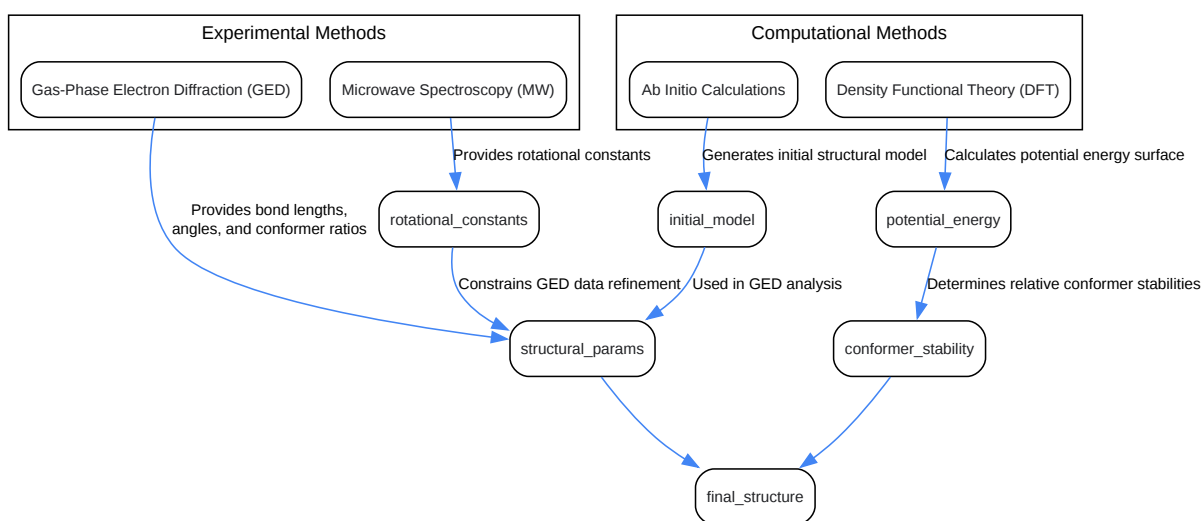 Experimental Methods
Computational Methods
Gas-Phase Electron Diffraction (GED)
Microwave Spectroscopy (MW)
Ab Initio Calculations
Density Functional Theory (DFT)
Provides rotational constants
Generates initial structural model
Calculates potential energy surface
Provides bond lengths,
angles, and conformer ratios
rotational_constants
initial_model
potential_energy
Constrains GED data refinement
Used in GED analysis
Determines relative conformer stabilities
structural_params
conformer_stability
final_structure